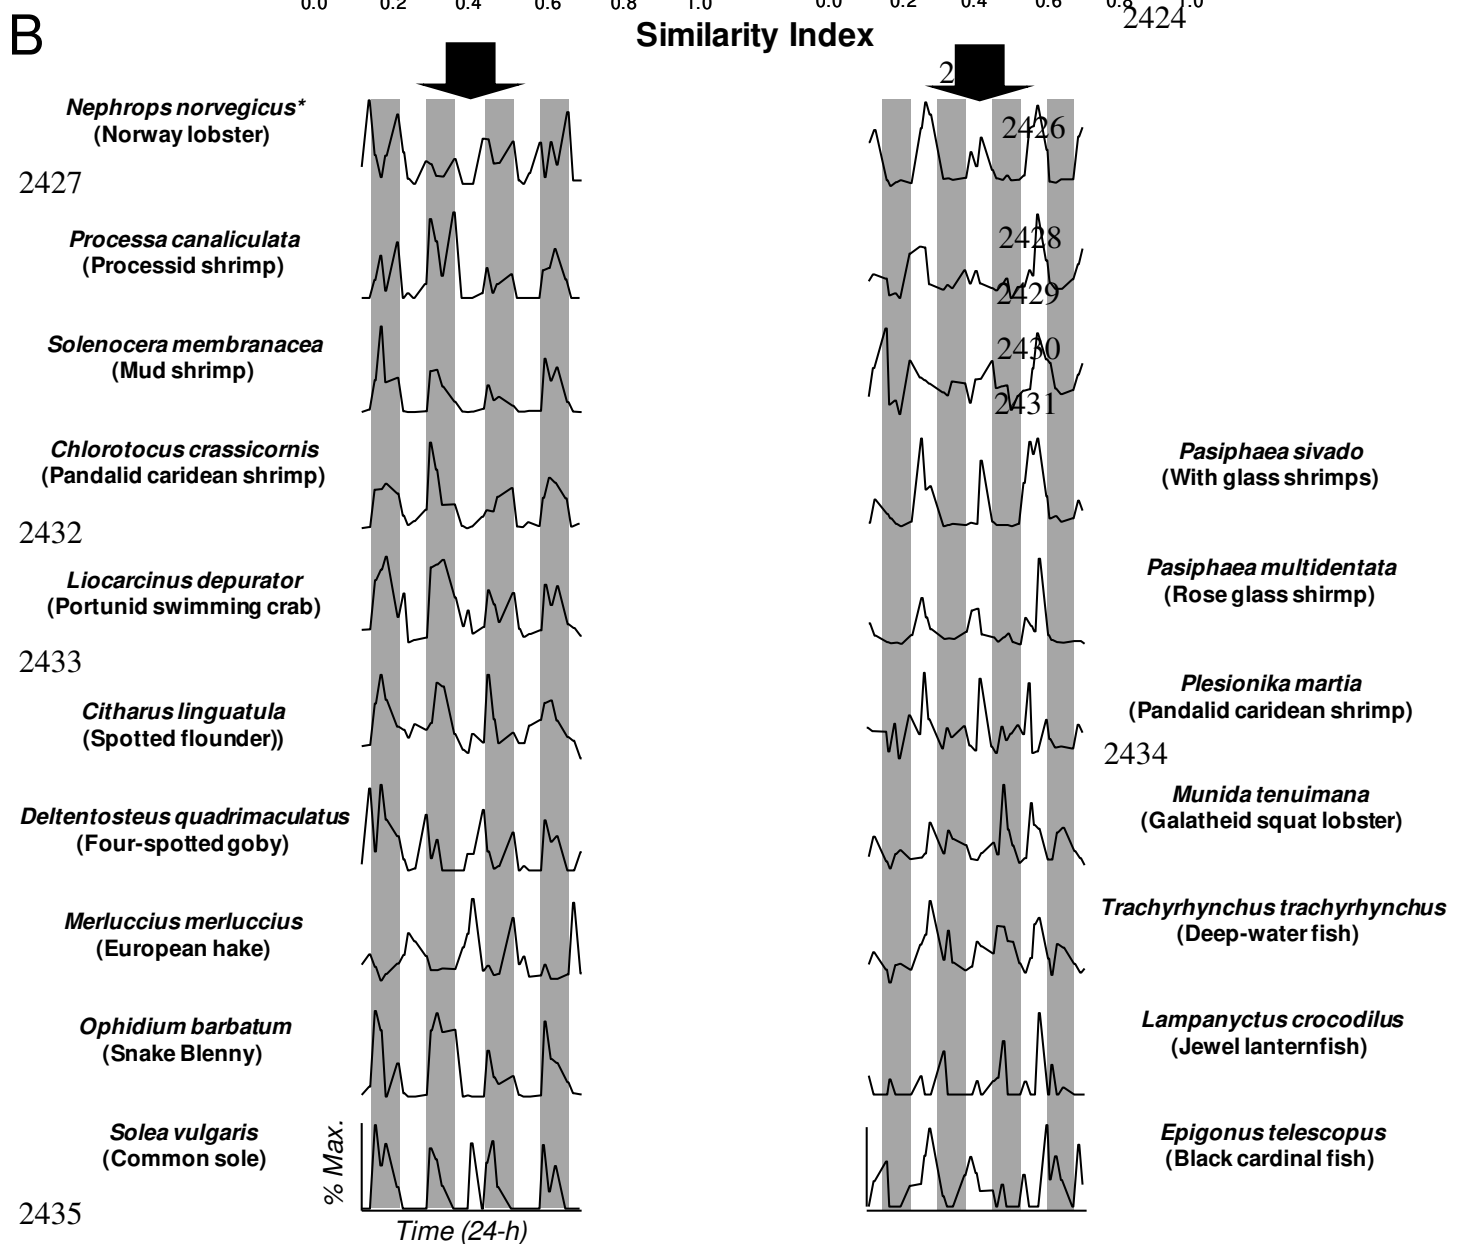 0.0 0.2 0.4 0.6 0.8 1.0 0.0 0.2 0.4 0.6 0.8 1.0
2424
B
Similarity Index
2
Nephrops norvegicus*
(Norway lobster)
2426
2427
Processa canaliculata
(Processid shrimp)
2428
2429
Solenocera membranacea
(Mud shrimp)
2430
2431
Chlorotocus crassicornis
(Pandalid caridean shrimp)
Pasiphaea sivado
(With glass shrimps)
2432
Liocarcinus depurator
(Portunid swimming crab)
Pasiphaea multidentata
(Rose glass shirmp)
2433
Citharus linguatula
(Spotted flounder))
Plesionika martia
(Pandalid caridean shrimp)
2434
Deltentosteus quadrimaculatus
(Four-spotted goby)
Munida tenuimana
(Galatheid squat lobster)
Merluccius merluccius
(European hake)
Trachyrhynchus trachyrhynchus
(Deep-water fish)
Ophidium barbatum
(Snake Blenny)
Lampanyctus crocodilus
(Jewel lanternfish)
Solea vulgaris
(Common sole)
% Max.
Epigonus telescopus
(Black cardinal fish)
2435
Time (24-h)